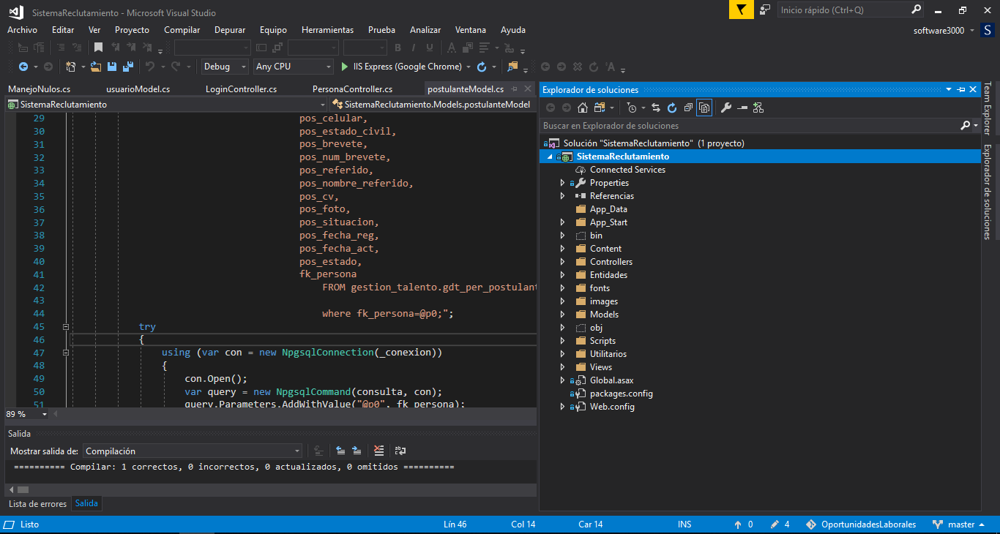 SistemaReclutamiento - Microsoft Visual Studio
Inicio rápido (Ctrl+Q)
Archivo Editar Ver Proyecto Compilar Depurar Equipo Herramientas Prueba Analizar Ventana Ayuda
software3000 S
Debug Any CPU IIS Express (Google Chrome)
ManejoNulos.cs usuarioModel.cs LoginController.cs PersonaController.cs postulanteModel.cs
SistemaReclutamiento SistemaReclutamiento.Models.postulanteModel
29 pos_celular,
30 pos_estado_civil,
31 pos_brevete,
32 pos_num_brevete,
33 pos_referido,
34 pos_nombre_referido,
35 pos_cv,
36 pos_foto,
37 pos_situacion,
38 pos_fecha_reg,
39 pos_fecha_act,
40 pos_estado,
41 fk_persona
42 FROM gestion_talento.gdt_per_postulant
43
44 where fk_persona=@p0;";
45 try
46 {
47 using (var con = new NpgsqlConnection(_conexion))
48 {
49 con.Open();
50 var query = new NpgsqlCommand(consulta, con);
51 query.Parameters.AddWithValue("@p0", fk_persona);
89 %
Salida
Mostrar salida de: Compilación
========== Compilar: 1 correctos, 0 incorrectos, 0 actualizados, 0 omitidos ==========
Lista de errores Salida
Explorador de soluciones
Buscar en Explorador de soluciones
Solución "SistemaReclutamiento" (1 proyecto)
SistemaReclutamiento
Connected Services
Properties
Referencias
App_Data
App_Start
bin
Content
Controllers
Entidades
fonts
images
Models
obj
Scripts
Utilitarios
Views
Global.asax
packages.config
Web.config
Team Explorer
Explorador de soluciones
Listo Lín 46 Col 14 Car 14 INS 0 4 OportunidadesLaborales master